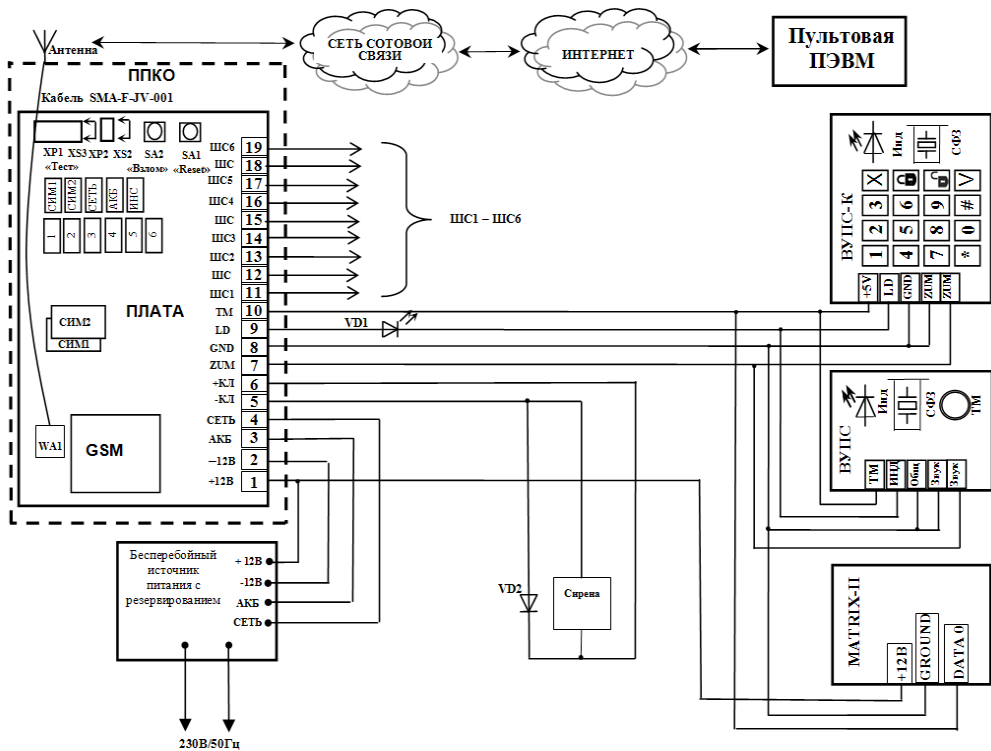 Антенна
СЕТЬ СОТОВОИ
СВЯЗИ
ИНТЕРНЕТ
Пультовая
ПЭВМ
ППКО
Кабель SMA-F-JV-001
XP1 XS3 XP2 XS2 SA2 SA1
«Тест» «Взлом» «Reset»
СИМ1
СИМ2
СЕТЬ
АКБ
ИНС
1
2
3
4
5
6
ПЛАТА
СИМ2
СИМ1
WA1
GSM
ШС6 19
ШС 18
ШС5 17
ШС4 16
ШС 15
ШС3 14
ШС2 13
ШС 12
ШС1 11
ТМ 10
LD 9
GND 8
ZUM 7
+КЛ 6
-КЛ 5
СЕТЬ 4
АКБ 3
–12В 2
+12В 1
ШС1 – ШС6
VD1
ВУПС-К
Инд
СФЗ
X
V
3
6
9
#
2
5
8
0
1
4
7
*
+5V
LD
GND
ZUM
ZUM
ВУПС
Инд
СФЗ
ТМ
ТМ
ИНД
Общ
Звук
Звук
MATRIX-II
+12В
GROUND
DATA 0
Бесперебойный
источник
питания с
резервированием
+ 12В
-12В
АКБ
СЕТЬ
230В/50Гц
VD2
Сирена